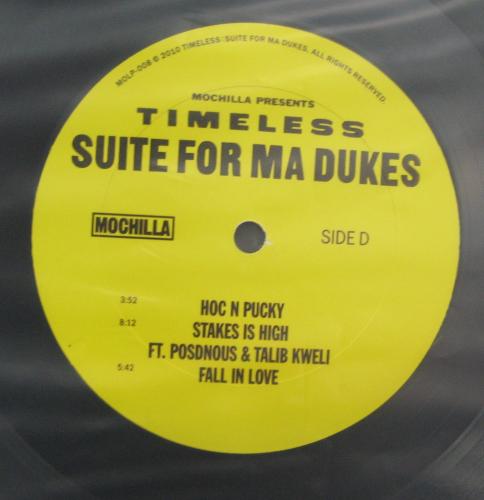 MOLP-008 © 2010 TIMELESS: SUITE FOR MA DUKES. ALL RIGHTS RESERVED.
MOCHILLA PRESENTS
TIMELESS
SUITE FOR MA DUKES
MOCHILLA
SIDE D
3:52 HOC N PUCKY
8:12 STAKES IS HIGH
FT. POSDNOUS & TALIB KWELI
5:42 FALL IN LOVE